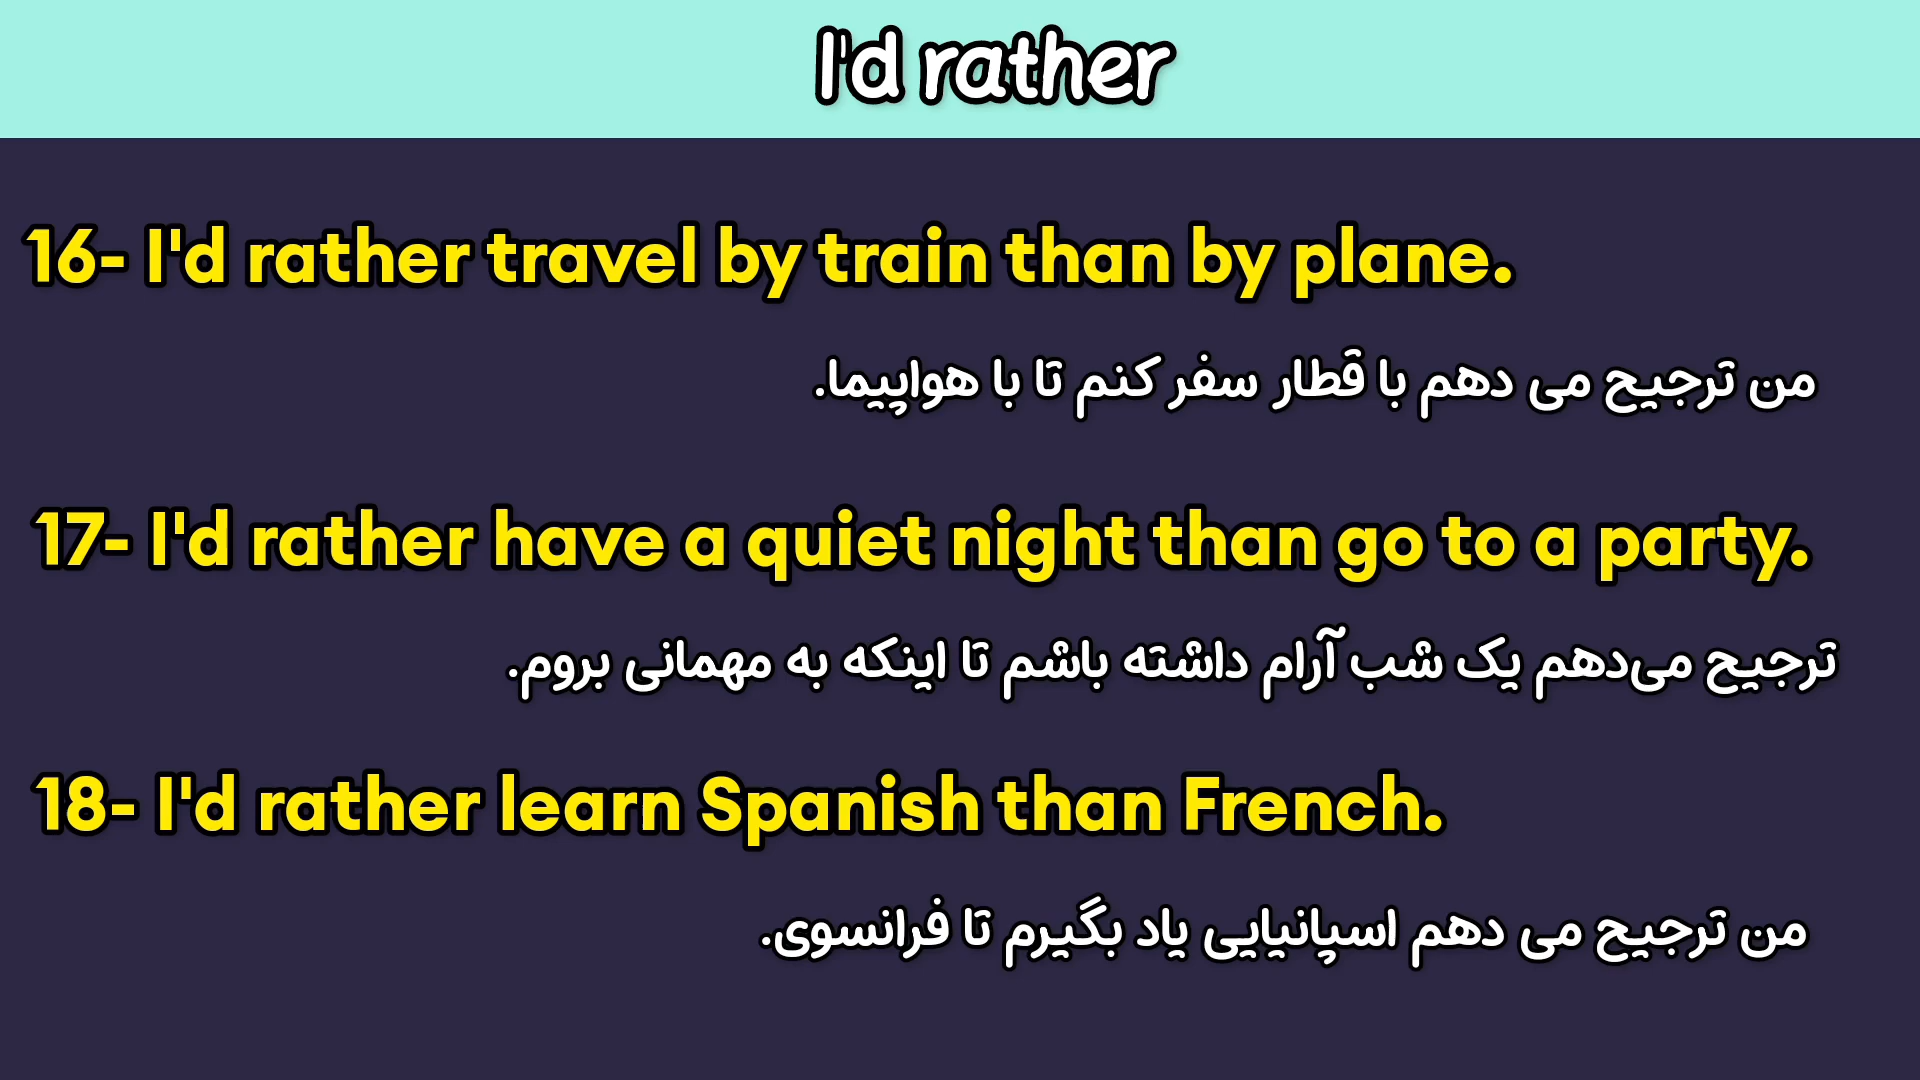 I'd rather
16- I'd rather travel by train than by plane.
من ترجیح می دهم با قطار سفر کنم تا با هواپیما.
17- I'd rather have a quiet night than go to a party.
ترجیح می‌دهم یک شب آرام داشته باشم تا اینکه به مهمانی بروم.
18- I'd rather learn Spanish than French.
من ترجیح می دهم اسپانیایی یاد بگیرم تا فرانسوی.